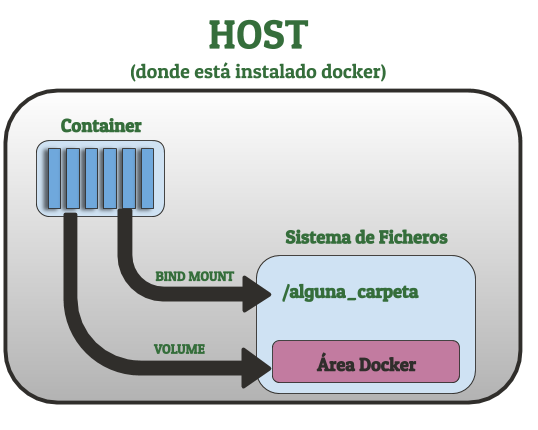 HOST
(donde está instalado docker)
Container
Sistema de Ficheros
BIND MOUNT
/alguna_carpeta
VOLUME
Área Docker